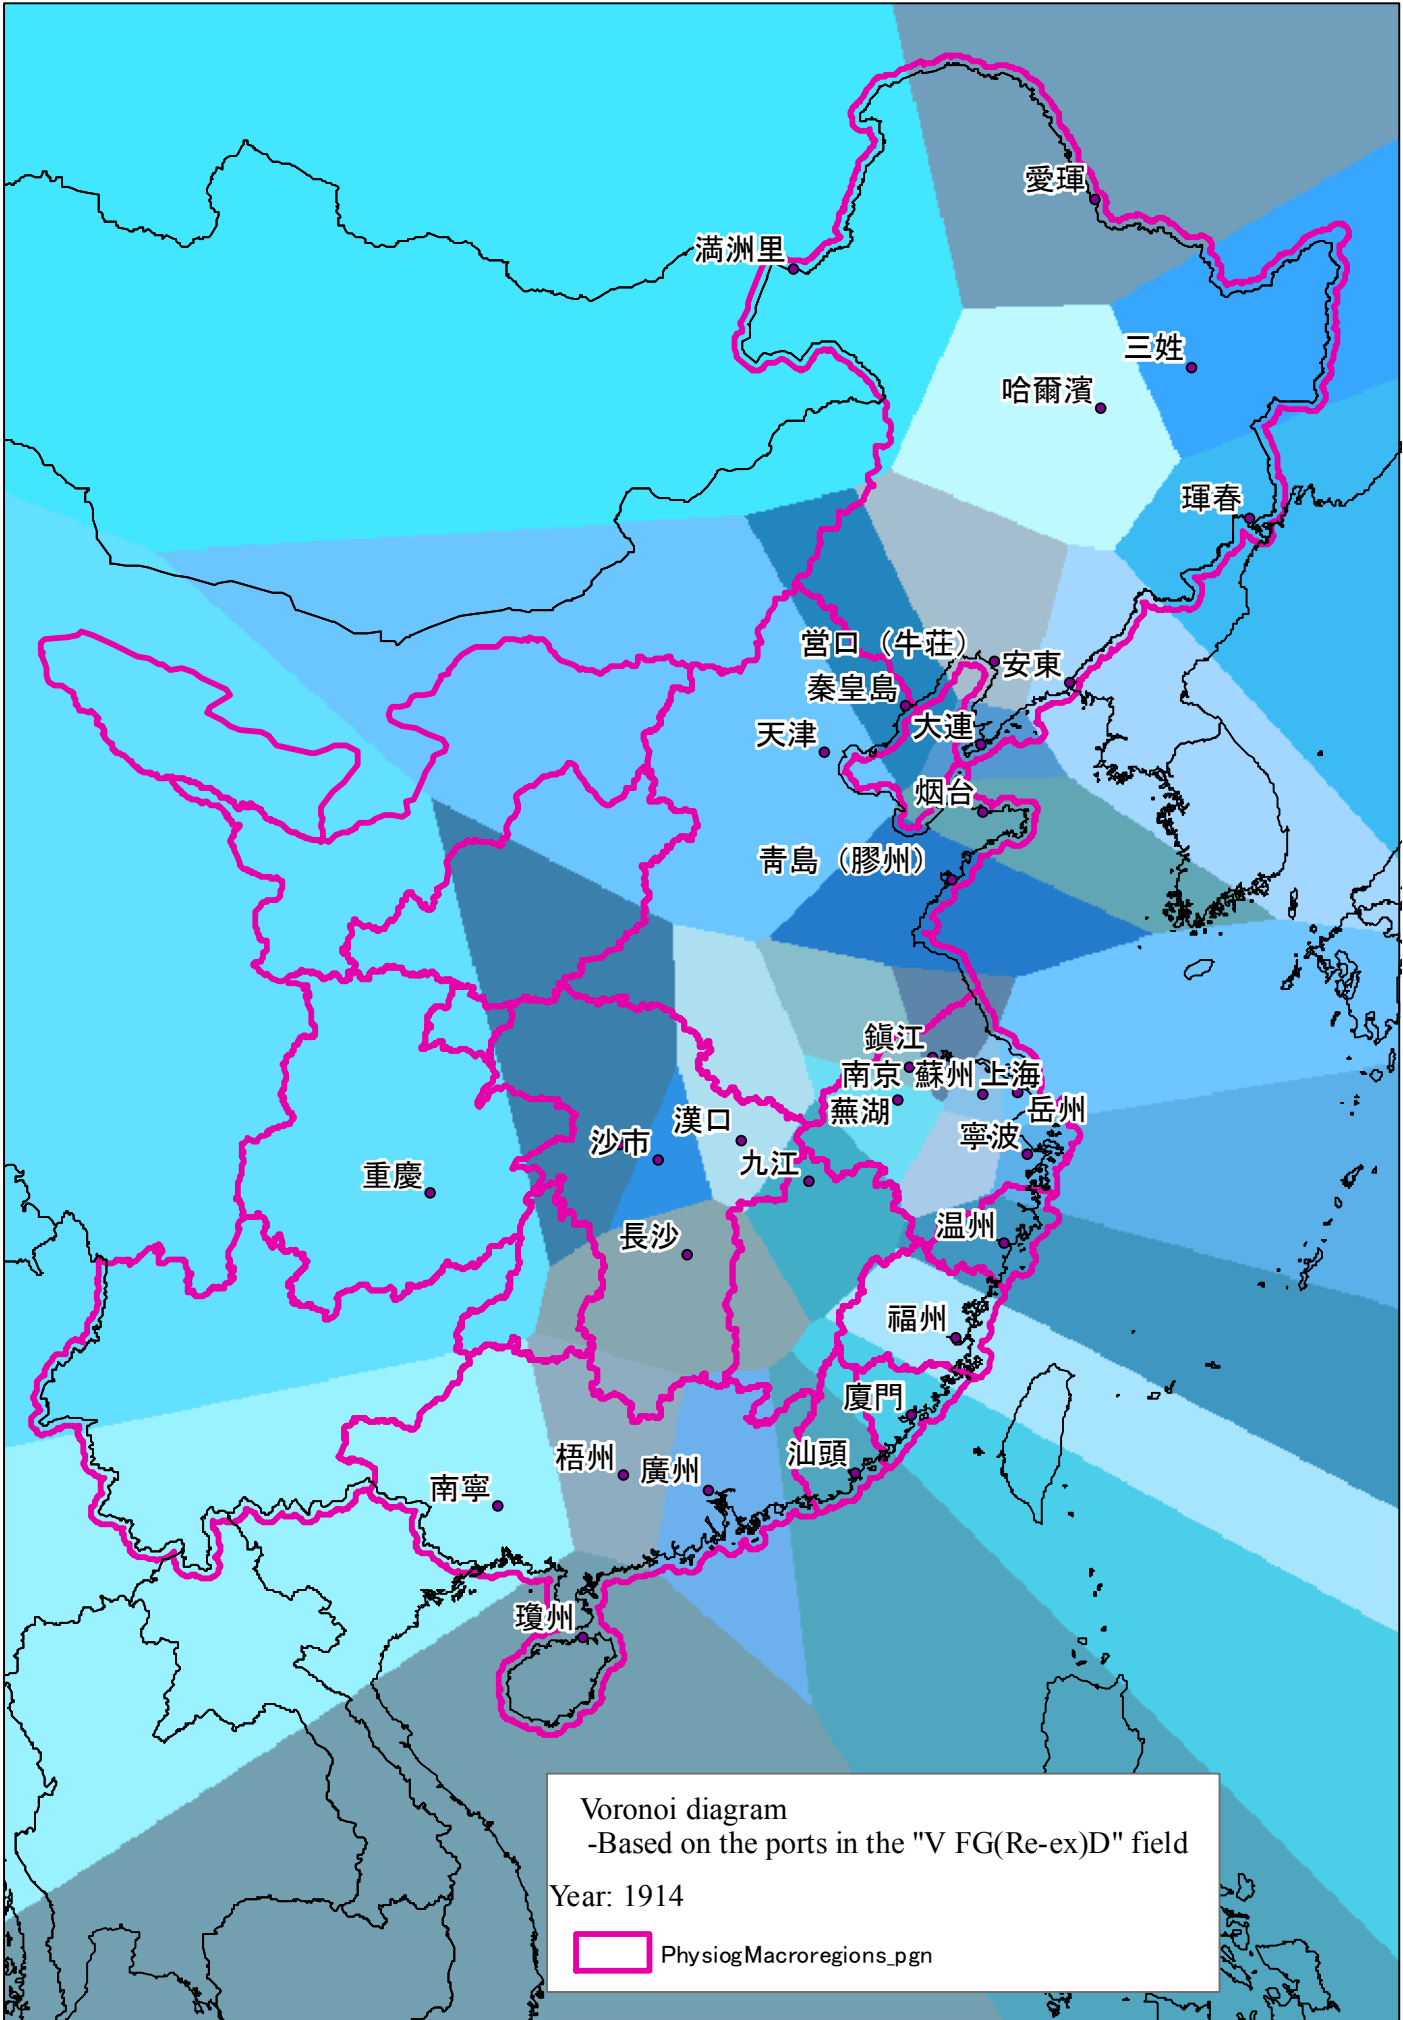 愛琿
満洲里
三姓
哈爾濱
琿春
営口（牛荘）
安東
秦皇島
大連
天津
烟台
青島（膠州）
鎭江
南京
蘇州
上海
蕪湖
岳州
漢口
沙市
寧波
九江
重慶
長沙
温州
福州
廈門
梧州
廣州
汕頭
南寧
瓊州
Voronoi diagram
-Based on the ports in the "V FG(Re-ex)D" field
Year: 1914
PhysiogMacroregions_pgn